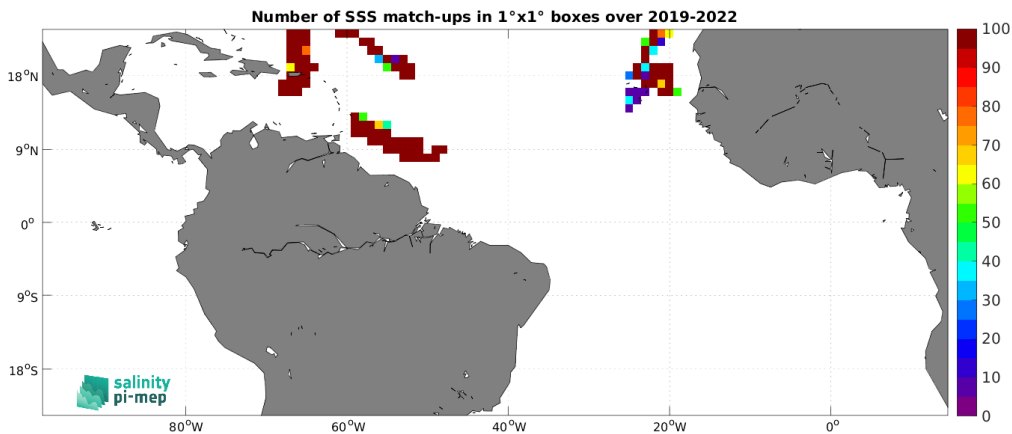 Number of SSS match-ups in 1°x1° boxes over 2019-2022
18°N
9°N
0°
9°S
18°S
80°W
60°W
40°W
20°W
0°
100
90
80
70
60
50
40
30
20
10
0
salinity
pi-mep